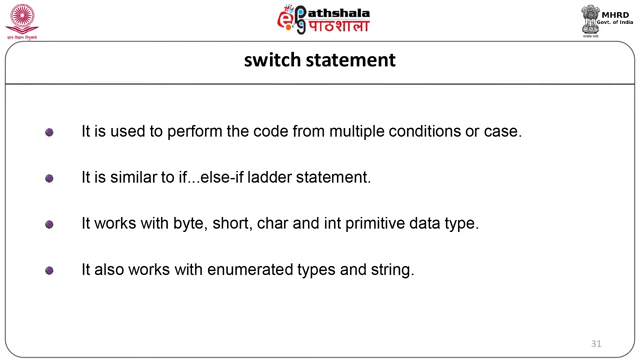 ePathshala
पाठशाला
MHRD
Govt. of India
switch statement
It is used to perform the code from multiple conditions or case.
It is similar to if...else-if ladder statement.
It works with byte, short, char and int primitive data type.
It also works with enumerated types and string.
31